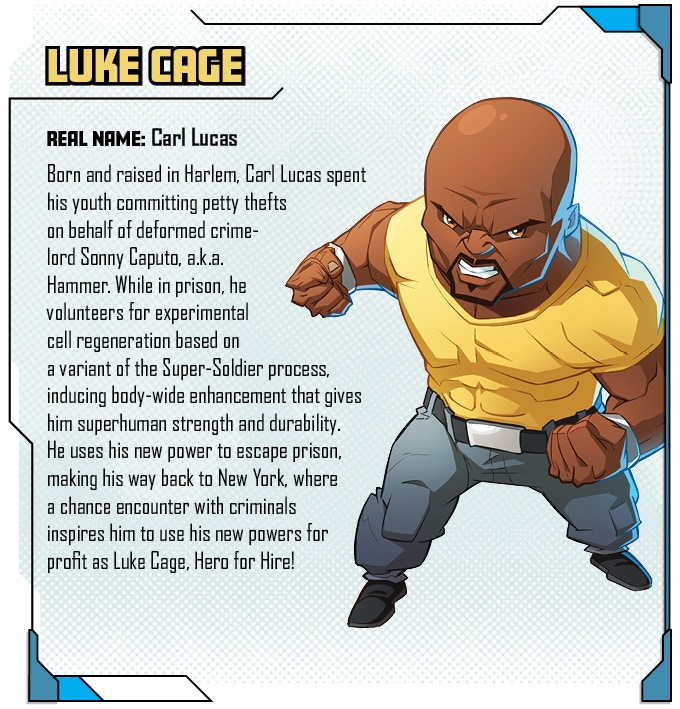 LUKE CAGE
REAL NAME: Carl Lucas
Born and raised in Harlem, Carl Lucas spent
his youth committing petty thefts
on behalf of deformed crime-
lord Sonny Caputo, a.k.a.
Hammer. While in prison, he
volunteers for experimental
cell regeneration based on
a variant of the Super-Soldier process,
inducing body-wide enhancement that gives
him superhuman strength and durability.
He uses his new power to escape prison,
making his way back to New York, where
a chance encounter with criminals
inspires him to use his new powers for
profit as Luke Cage, Hero for Hire!